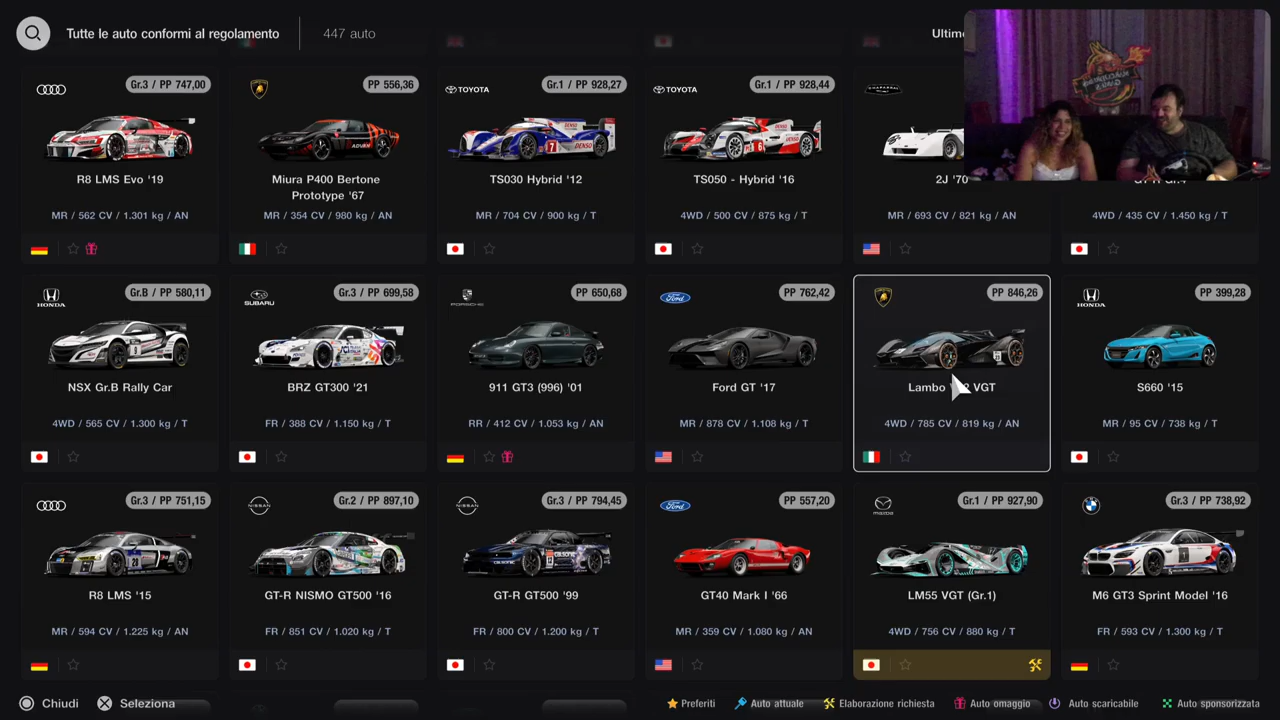 Tutte le auto conformi al regolamento
447 auto
Ultime
Gr.3 / PP 747,00
PP 556,36
TOYOTA
Gr.1 / PP 928,27
TOYOTA
Gr.1 / PP 928,44
R8 LMS Evo '19
Miura P400 Bertone
Prototype '67
TS030 Hybrid '12
TS050 - Hybrid '16
2J '70
GT-R Gr.4
MR / 562 CV / 1.301 kg / AN
MR / 354 CV / 980 kg / AN
MR / 704 CV / 900 kg / T
4WD / 500 CV / 875 kg / T
MR / 693 CV / 821 kg / AN
4WD / 435 CV / 1.450 kg / T
HONDA
Gr.B / PP 580,11
SUBARU
Gr.3 / PP 699,58
PORSCHE
PP 650,68
Ford
PP 762,42
PP 846,26
HONDA
PP 399,28
NSX Gr.B Rally Car
BRZ GT300 '21
911 GT3 (996) '01
Ford GT '17
Lambo VGT
S660 '15
4WD / 565 CV / 1.300 kg / T
FR / 388 CV / 1.150 kg / T
RR / 412 CV / 1.053 kg / AN
MR / 878 CV / 1.108 kg / T
4WD / 785 CV / 819 kg / AN
MR / 95 CV / 738 kg / T
Gr.3 / PP 751,15
NISSAN
Gr.2 / PP 897,10
NISSAN
Gr.3 / PP 794,45
Ford
PP 557,20
mazda
Gr.1 / PP 927,90
Gr.3 / PP 738,92
R8 LMS '15
GT-R NISMO GT500 '16
GT-R GT500 '99
GT40 Mark I '66
LM55 VGT (Gr.1)
M6 GT3 Sprint Model '16
MR / 594 CV / 1.225 kg / AN
FR / 851 CV / 1.020 kg / T
FR / 800 CV / 1.200 kg / T
MR / 359 CV / 1.080 kg / AN
4WD / 756 CV / 880 kg / T
FR / 593 CV / 1.300 kg / T
Chiudi
Seleziona
Preferiti
Auto attuale
Elaborazione richiesta
Auto omaggio
Auto scaricabile
Auto sponsorizzata